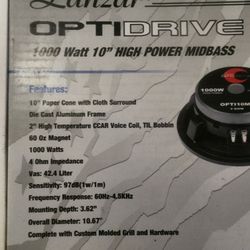 Lanzar
OPTIDRIVE
1000 Watt 10" HIGH POWER MIDBASS
Features:
10" Paper Cone with Cloth Surround
Die Cast Aluminum Frame
2" High Temperature CCAR Voice Coil, TIL Bobbin
60 Oz Magnet
1000 Watts
4 Ohm Impedance
Vas: 42.4 Liter
Sensitivity: 97dB(1w/1m)
Frequency Response: 60Hz-4.5KHz
Mounting Depth: 3.62"
Overall Diameter: 10.67"
Complete with Custom Molded Grill and Hardware
1000W
OPTI10M